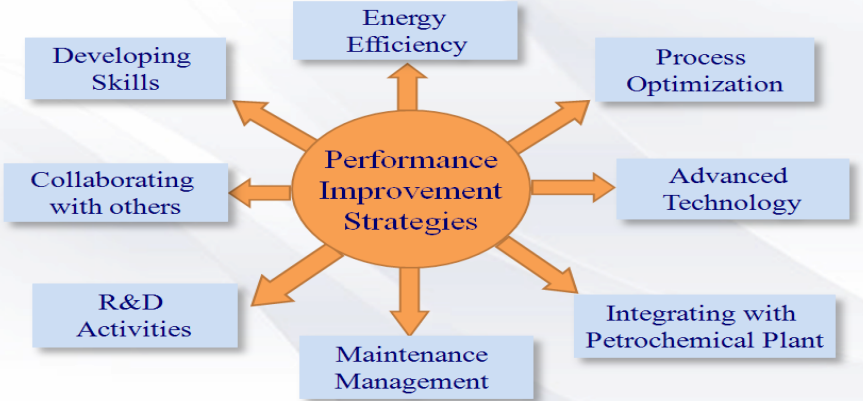 Energy
Efficiency
Developing
Skills
Process
Optimization
Performance
Improvement
Strategies
Collaborating
with others
Advanced
Technology
R&D
Activities
Integrating with
Petrochemical Plant
Maintenance
Management